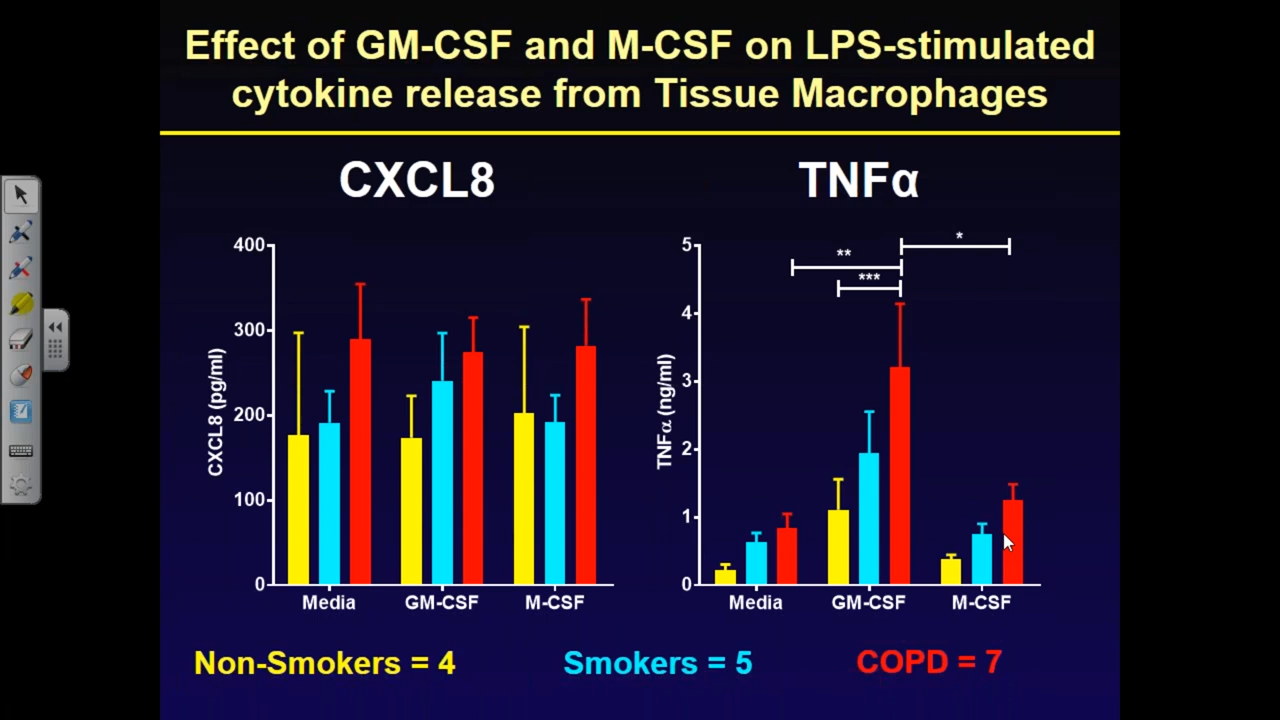 Effect of GM-CSF and M-CSF on LPS-stimulated
cytokine release from Tissue Macrophages
CXCL8
TNFα
400
300
200
100
0
CXCL8 (pg/ml)
Media
GM-CSF
M-CSF
5
4
3
2
1
0
TNFα (ng/ml)
*
**
***
Media
GM-CSF
M-CSF
Non-Smokers = 4
Smokers = 5
COPD = 7